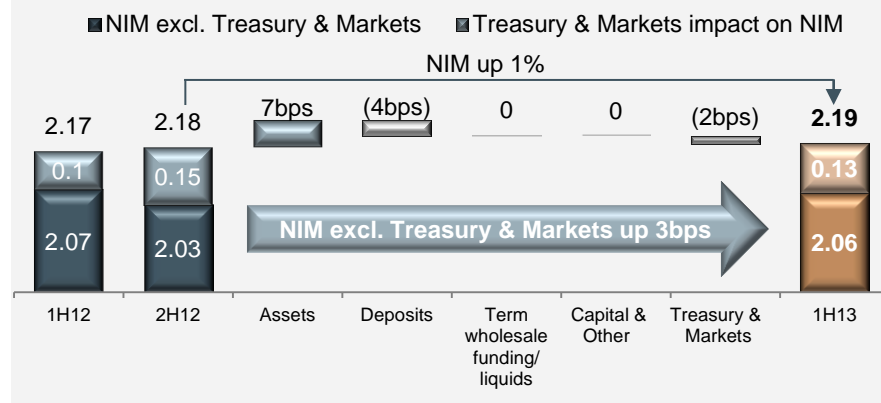 NIM excl. Treasury & Markets Treasury & Markets impact on NIM
NIM up 1%
2.17 2.18 7bps (4bps) 0 0 (2bps) 2.19
0.1 0.15 0.13
2.07 2.03 2.06
NIM excl. Treasury & Markets up 3bps
1H12 2H12 Assets Deposits Term Capital & Treasury & 1H13
wholesale Other Markets
funding/
liquids